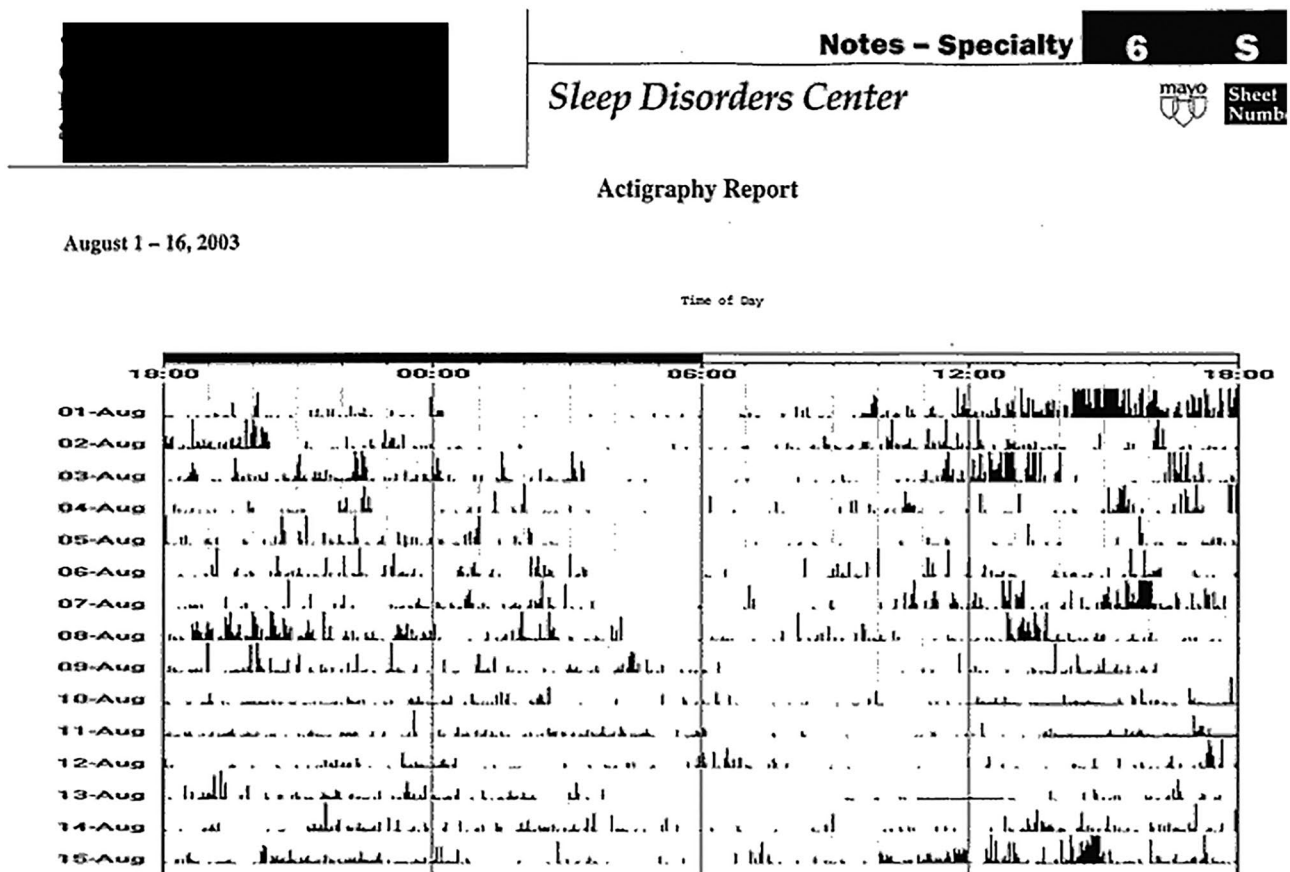 Notes – Specialty 6 S
Sleep Disorders Center
mayo
Sheet
Numb
Actigraphy Report
August 1 – 16, 2003
Time of Day
18:00 00:00 06:00 12:00 18:00
01-Aug
02-Aug
03-Aug
04-Aug
05-Aug
06-Aug
07-Aug
08-Aug
09-Aug
10-Aug
11-Aug
12-Aug
13-Aug
14-Aug
15-Aug